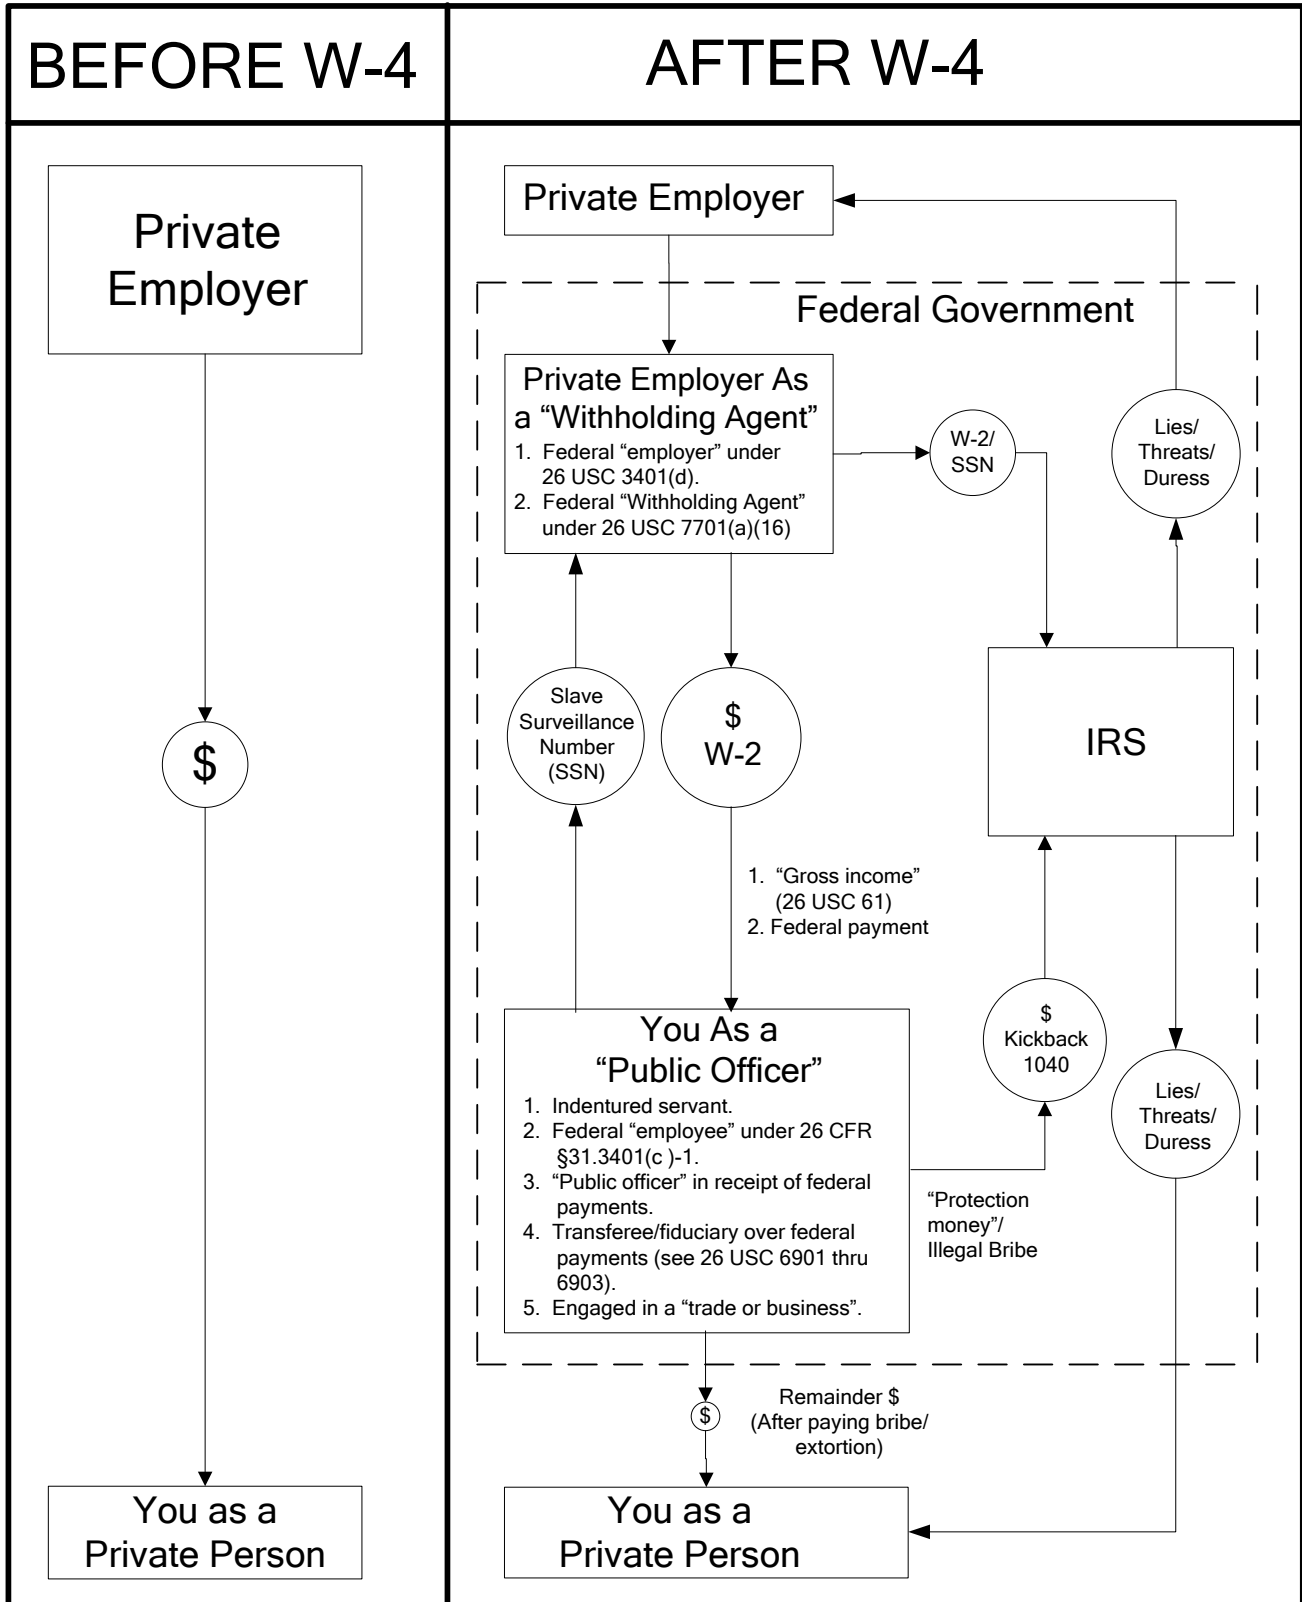 BEFORE W-4
AFTER W-4
Private
Employer
$
You as a
Private Person
Private Employer
Federal Government
Private Employer As
a “Withholding Agent”
1. Federal “employer” under
26 USC 3401(d).
2. Federal “Withholding Agent”
under 26 USC 7701(a)(16)
W-2/
SSN
Lies/
Threats/
Duress
Slave
Surveillance
Number
(SSN)
$
W-2
IRS
1. “Gross income”
(26 USC 61)
2. Federal payment
You As a
“Public Officer”
1. Indentured servant.
2. Federal “employee” under 26 CFR
§31.3401(c )-1.
3. “Public officer” in receipt of federal
payments.
4. Transferee/fiduciary over federal
payments (see 26 USC 6901 thru
6903).
5. Engaged in a “trade or business”.
$
Kickback
1040
Lies/
Threats/
Duress
“Protection
money”/
Illegal Bribe
$
Remainder $
(After paying bribe/
extortion)
You as a
Private Person